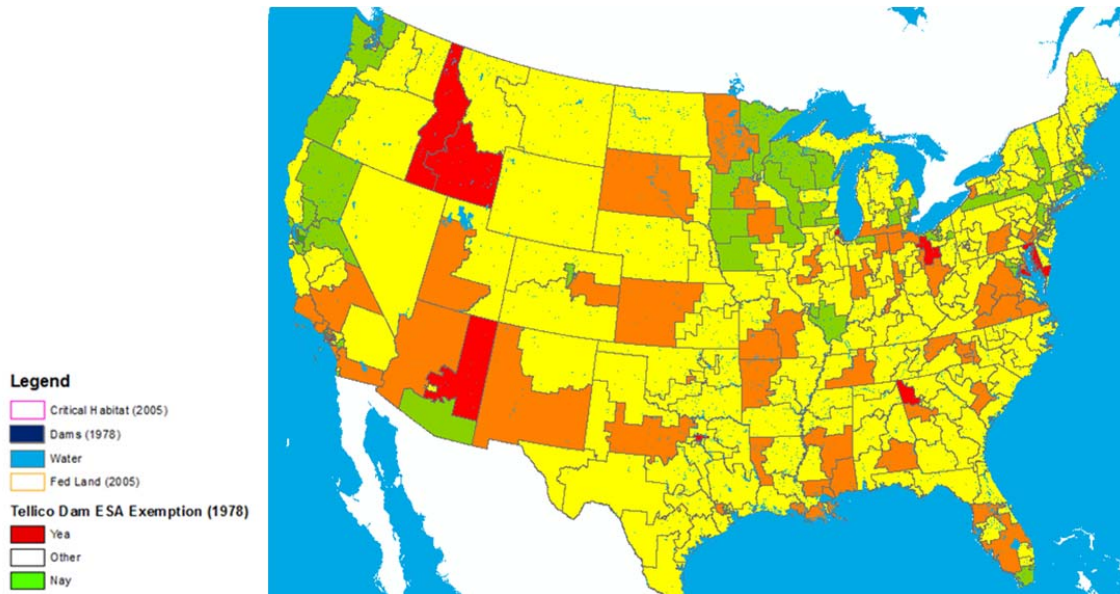 Legend
Critical Habitat (2005)
Dams (1978)
Water
Fed Land (2005)
Tellico Dam ESA Exemption (1978)
Yea
Other
Nay